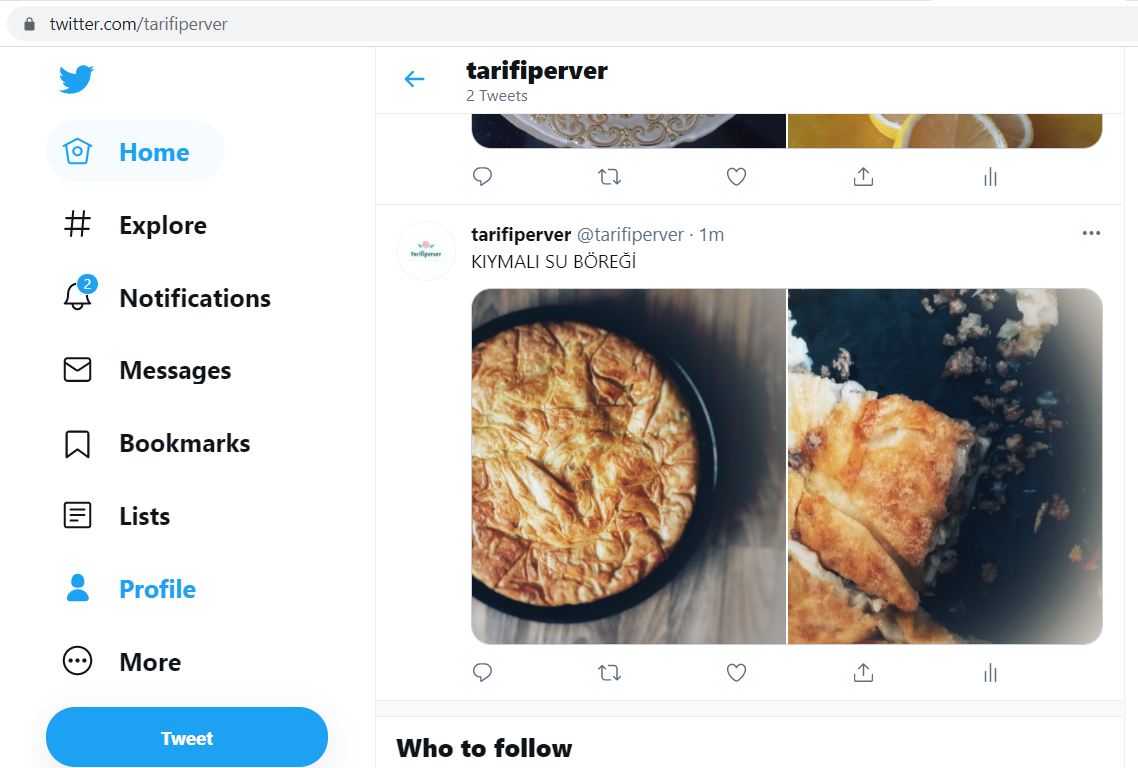 twitter.com/tarifiperver
tarifiperver
2 Tweets
Home
Explore
2
Notifications
Messages
Bookmarks
Lists
Profile
More
Tweet
tarifiperver
tarifiperver @tarifiperver · 1m
KIYMALI SU BÖREĞİ
Who to follow